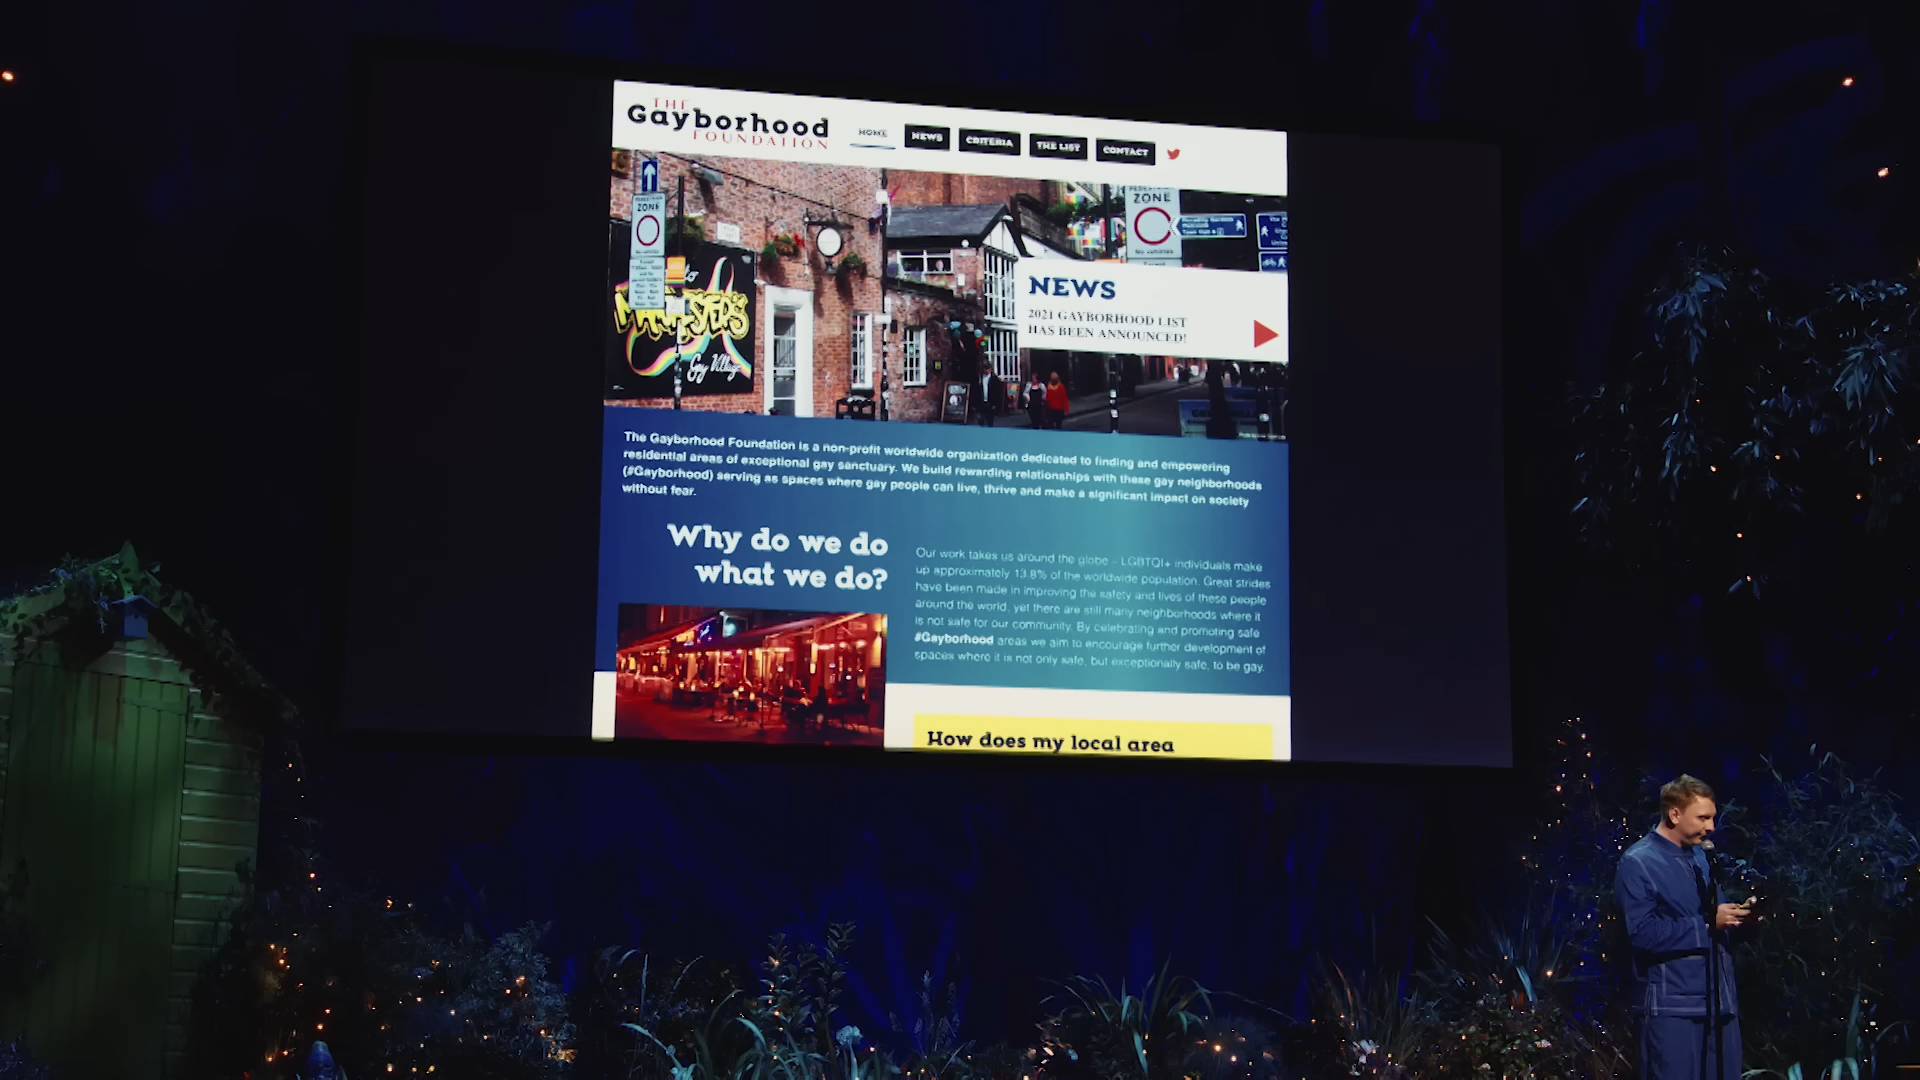 THE
Gayborhood
FOUNDATION
HOME
NEWS
CRITERIA
THE LIST
CONTACT
PEDESTRIAN
ZONE
ZONE
No vehicles
Gay Village
NEWS
2021 GAYBORHOOD LIST
HAS BEEN ANNOUNCED!
The Gayborhood Foundation is a non-profit worldwide organization dedicated to finding and empowering
residential areas of exceptional gay sanctuary. We build rewarding relationships with these gay neighborhoods
(#Gayborhood) serving as spaces where gay people can live, thrive and make a significant impact on society
without fear.
Why do we do
what we do?
Our work takes us around the globe - LGBTQI+ individuals make
up approximately 13.8% of the worldwide population. Great strides
have been made in improving the safety and lives of these people
around the world, yet there are still many neighborhoods where it
is not safe for our community. By celebrating and promoting safe
#Gayborhood areas we aim to encourage further development of
spaces where it is not only safe, but exceptionally safe, to be gay.
How does my local area